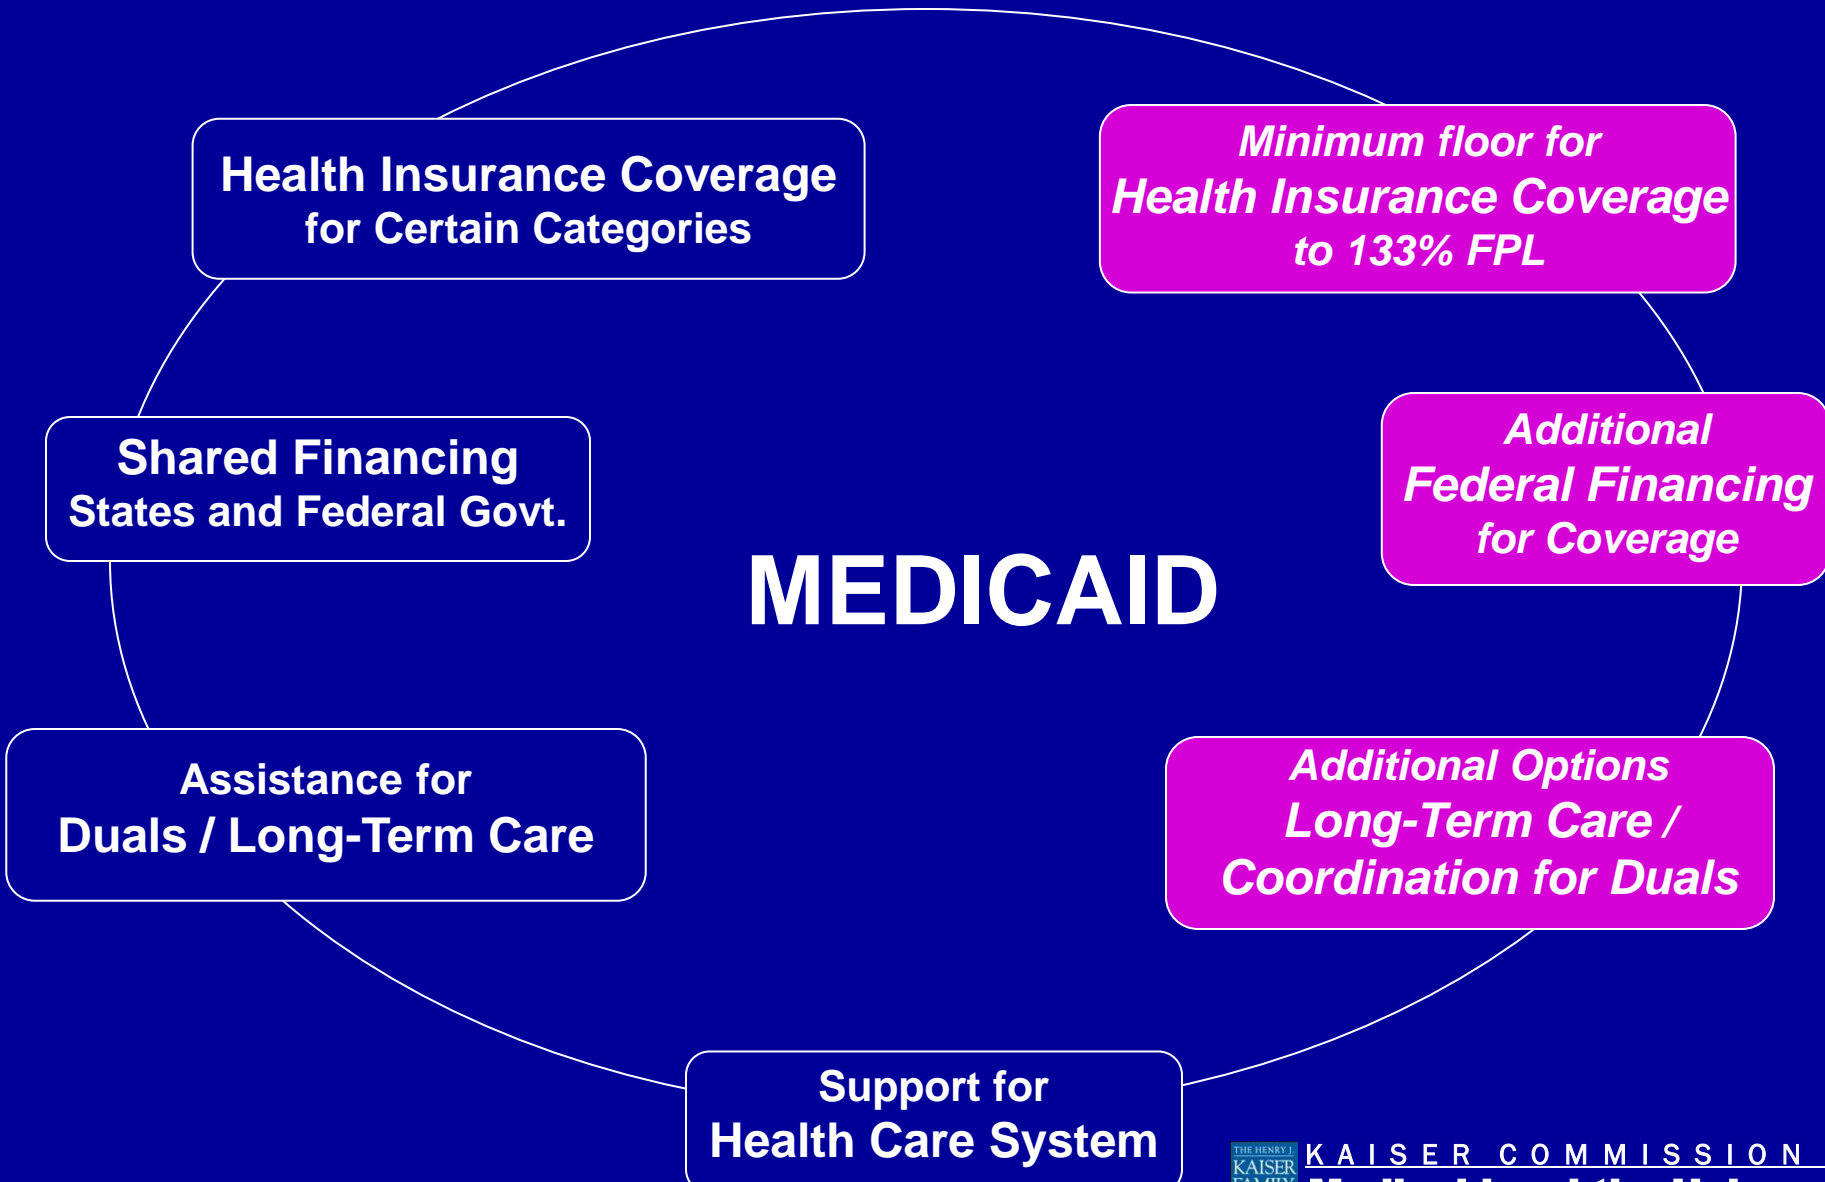 Health Insurance Coverage
for Certain Categories
Minimum floor for
Health Insurance Coverage
to 133% FPL
Shared Financing
States and Federal Govt.
Additional
Federal Financing
for Coverage
MEDICAID
Assistance for
Duals / Long-Term Care
Additional Options
Long-Term Care /
Coordination for Duals
Support for
Health Care System
THE HENRY J.
KAISER
KAISER COMMISSION